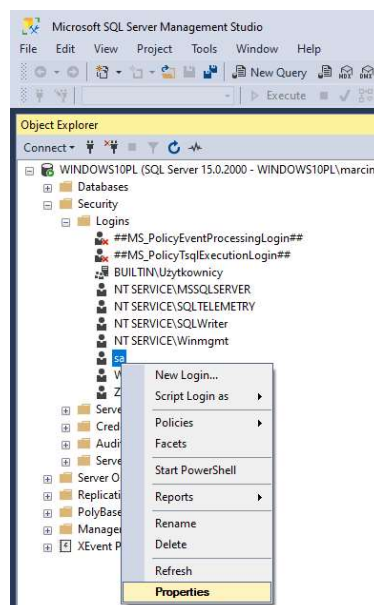 Microsoft SQL Server Management Studio
File Edit View Project Tools Window Help
New Query
Execute
Object Explorer
Connect
WINDOWS10PL (SQL Server 15.0.2000 - WINDOWS10PL\marcin
Databases
Security
Logins
##MS_PolicyEventProcessingLogin##
##MS_PolicyTsqlExecutionLogin##
BUILTIN\Użytkownicy
NT SERVICE\MSSQLSERVER
NT SERVICE\SQLTELEMETRY
NT SERVICE\SQLWriter
NT SERVICE\Winmgmt
sa
W
Z
Serve
Cred
Audi
Serve
Server O
Replicati
PolyBase
Manager
XEvent P
New Login...
Script Login as
Policies
Facets
Start PowerShell
Reports
Rename
Delete
Refresh
Properties